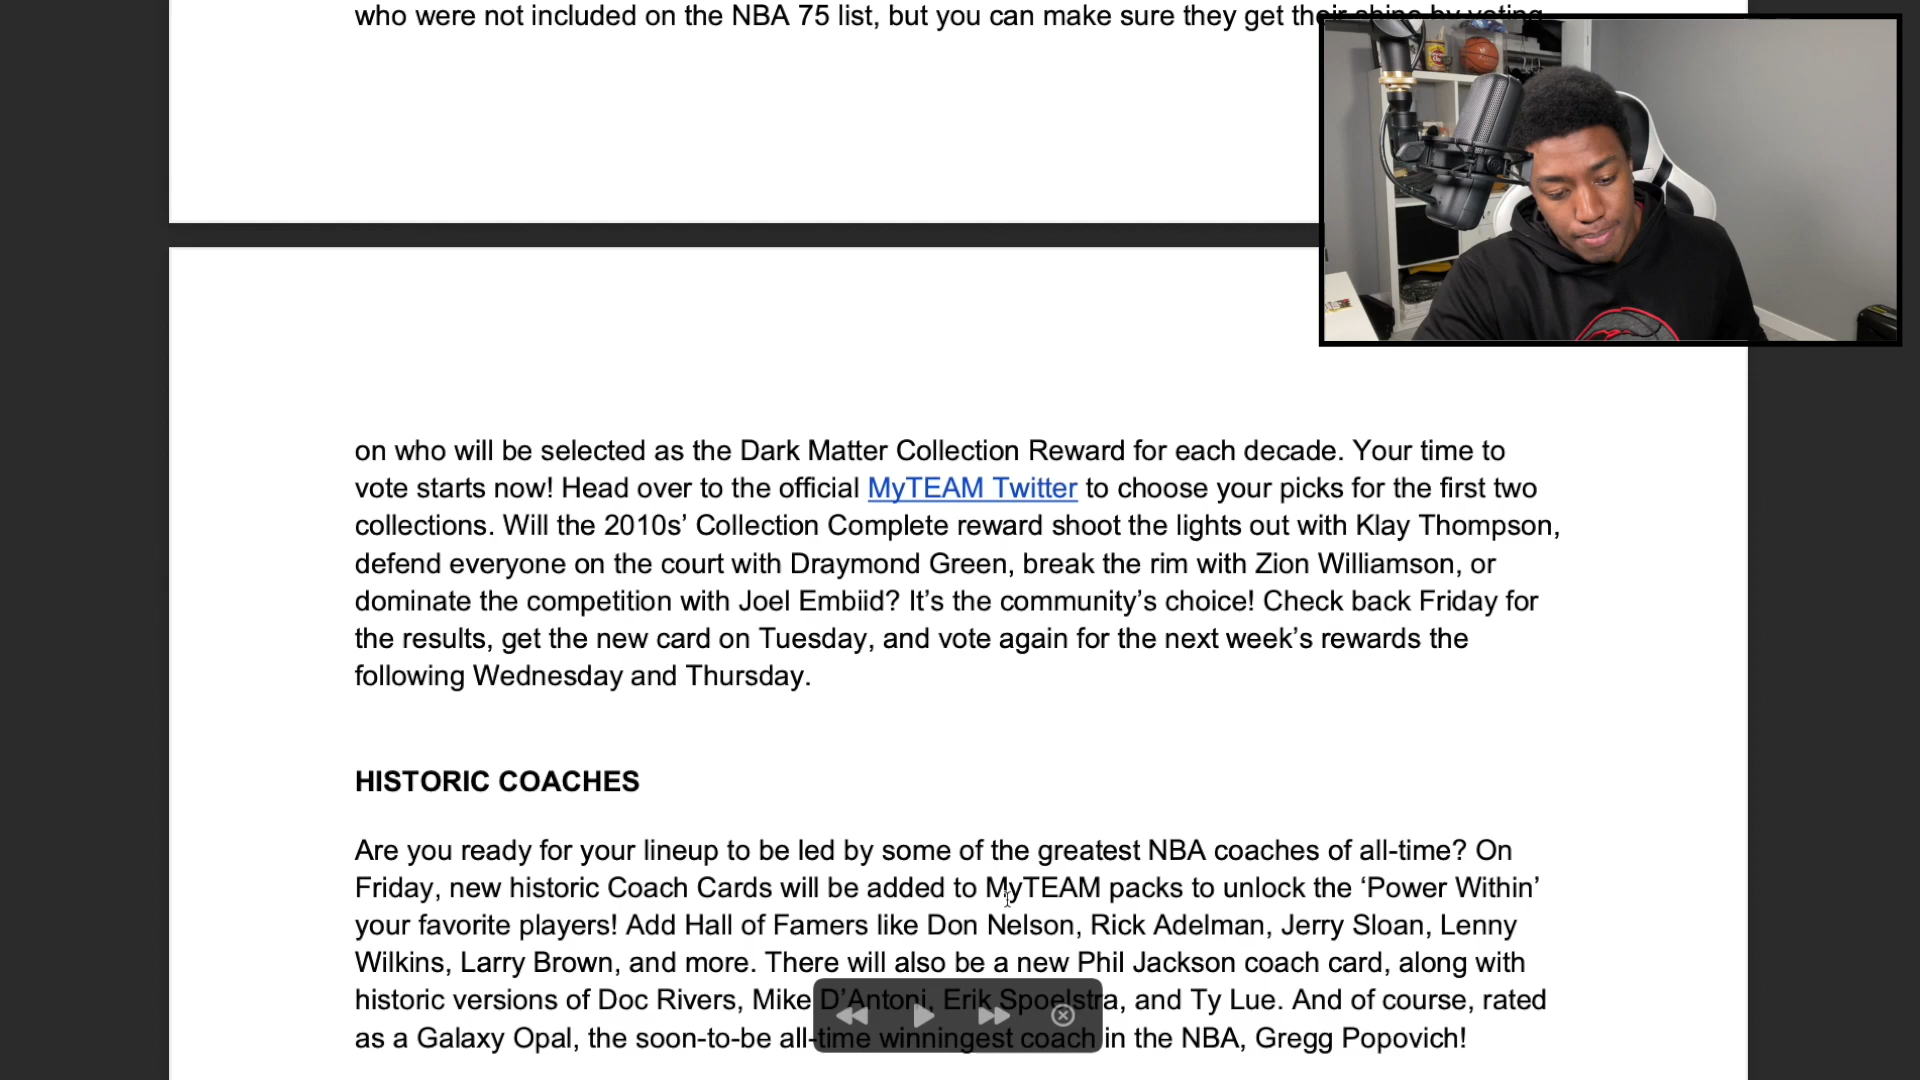 who were not included on the NBA 75 list, but you can make sure they get their shine by voting
on who will be selected as the Dark Matter Collection Reward for each decade. Your time to
vote starts now! Head over to the official MyTEAM Twitter to choose your picks for the first two
collections. Will the 2010s’ Collection Complete reward shoot the lights out with Klay Thompson,
defend everyone on the court with Draymond Green, break the rim with Zion Williamson, or
dominate the competition with Joel Embiid? It’s the community’s choice! Check back Friday for
the results, get the new card on Tuesday, and vote again for the next week’s rewards the
following Wednesday and Thursday.
HISTORIC COACHES
Are you ready for your lineup to be led by some of the greatest NBA coaches of all-time? On
Friday, new historic Coach Cards will be added to MyTEAM packs to unlock the ‘Power Within’
your favorite players! Add Hall of Famers like Don Nelson, Rick Adelman, Jerry Sloan, Lenny
Wilkins, Larry Brown, and more. There will also be a new Phil Jackson coach card, along with
historic versions of Doc Rivers, Mike D’Antoni, Erik Spoelstra, and Ty Lue. And of course, rated
as a Galaxy Opal, the soon-to-be all-time winningest coach in the NBA, Gregg Popovich!